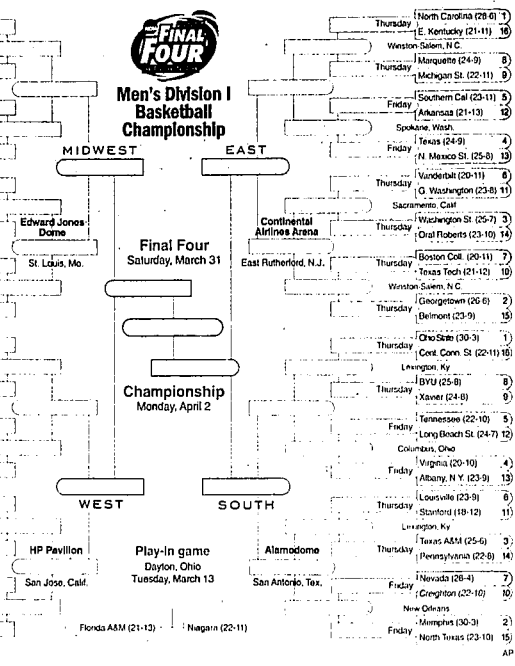 FINAL
FOUR
Men's Division I
Basketball
Championship
MIDWEST
EAST
Edward Jones
Dome
St. Louis, Mo.
Continental
Airlines Arena
East Rutherford, N.J.
Final Four
Saturday, March 31
Championship
Monday, April 2
WEST
SOUTH
HP Pavilion
San Jose, Calif.
Play-in game
Dayton, Ohio
Tuesday, March 13
Alamodome
San Antonio, Tex.
Florida A&M (21-13)
Niagara (22-11)
Thursday
North Carolina (28-6) 1
E. Kentucky (21-11) 16
Winston-Salem, N.C.
Thursday
Marquette (24-9) 8
Michigan St. (22-11) 9
Friday
Southern Cal (23-11) 5
Arkansas (21-13) 12
Spokane, Wash.
Friday
Texas (24-9) 4
N. Mexico St. (25-8) 13
Thursday
Vanderbilt (20-11) 6
G. Washington (23-8) 11
Sacramento, Calif
Thursday
Washington St. (25-7) 3
Oral Roberts (23-10) 14
Thursday
Boston Coll. (20-11) 7
Texas Tech (21-12) 10
Winston-Salem, N.C.
Thursday
Georgetown (26-6) 2
Belmont (23-9) 15
Thursday
Ohio State (30-3) 1
Cent. Conn. St. (22-11) 16
Lexington, Ky
Thursday
BYU (25-8) 8
Xavier (24-8) 9
Friday
Tennessee (22-10) 5
Long Beach St. (24-7) 12
Columbus, Ohio
Friday
Virginia (20-10) 4
Albany, N.Y. (23-9) 13
Thursday
Louisville (23-9) 6
Stanford (18-12) 11
Lexington, Ky
Thursday
Texas A&M (25-6) 3
Pennsylvania (22-8) 14
Friday
Nevada (28-4) 7
Creighton (22-10) 10
New Orleans
Friday
Memphis (30-3) 2
North Texas (23-10) 15
AP